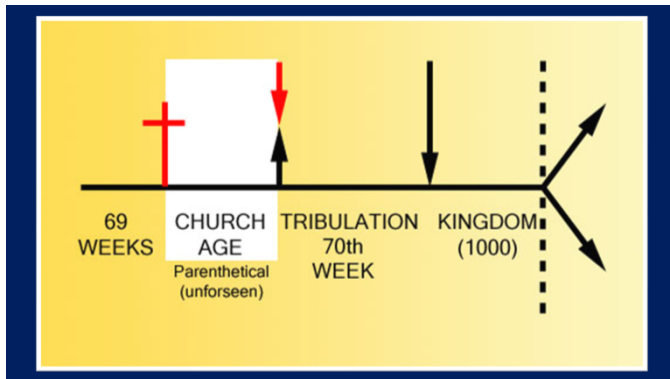 69
WEEKS
CHURCH
AGE
Parenthetical
(unforseen)
TRIBULATION
70th
WEEK
KINGDOM
(1000)